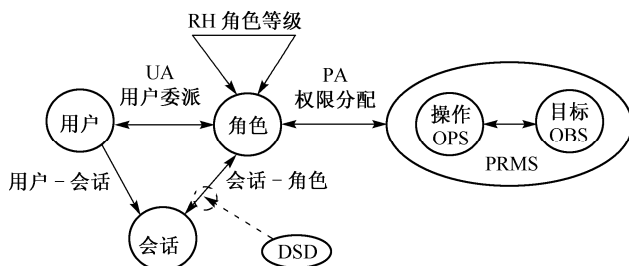 RH 角色等级
UA
用户委派
PA
权限分配
用户
角色
操作
OPS
目标
OBS
PRMS
用户－会话
会话－角色
会话
DSD